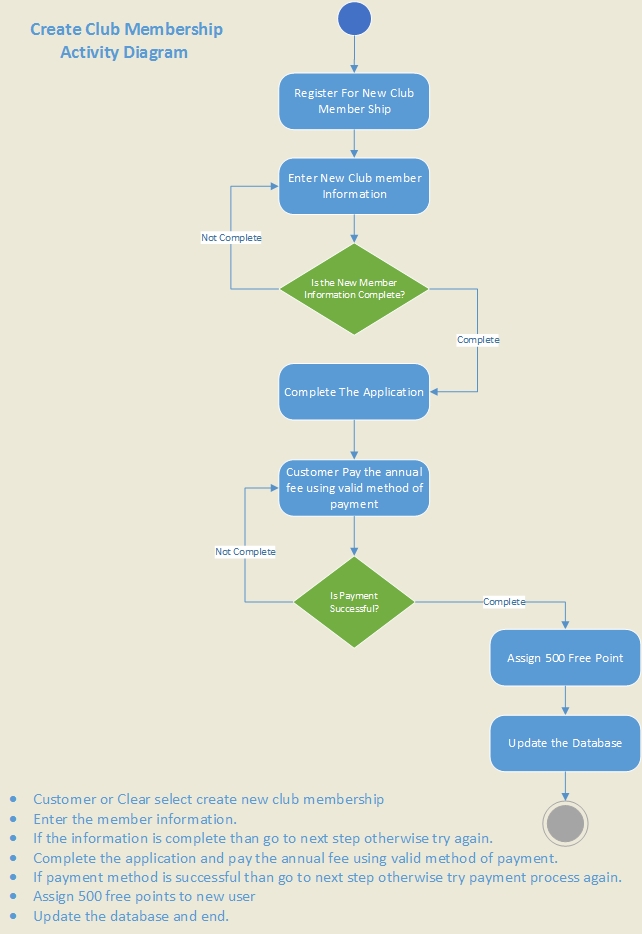 Create Club Membership
Activity Diagram
Register For New Club
Member Ship
Enter New Club member
Information
Not Complete
Is the New Member
Information Complete?
Complete
Complete The Application
Customer Pay the annual
fee using valid method of
payment
Not Complete
Is Payment
Successful?
Complete
Assign 500 Free Point
Update the Database
• Customer or Clear select create new club membership
• Enter the member information.
• If the information is complete than go to next step otherwise try again.
• Complete the application and pay the annual fee using valid method of payment.
• If payment method is successful than go to next step otherwise try payment process again.
• Assign 500 free points to new user
• Update the database and end.